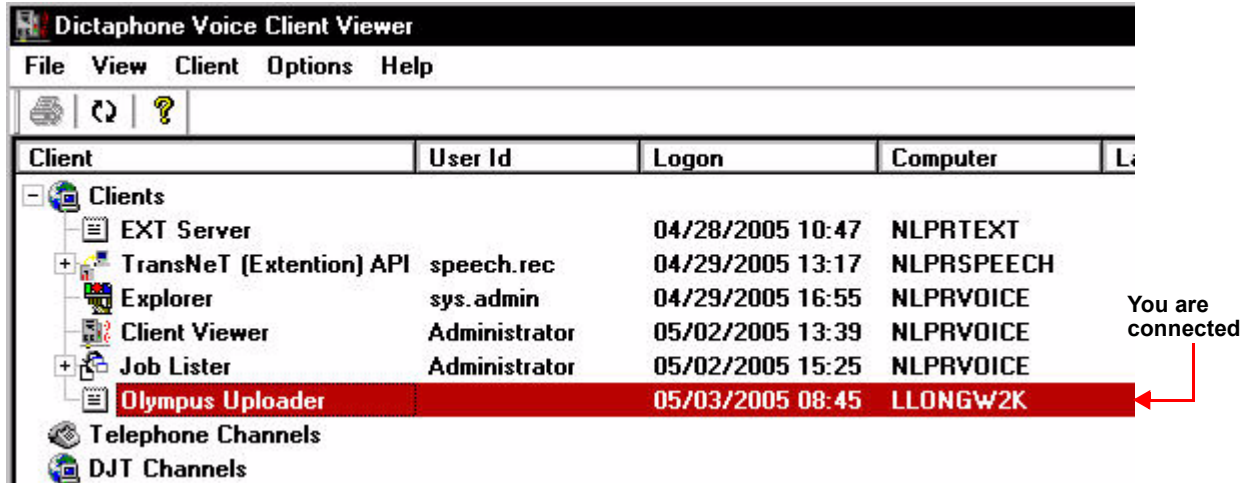 Dictaphone Voice Client Viewer
File View Client Options Help
Client User Id Logon Computer
Clients
EXT Server 04/28/2005 10:47 NLPRTEXT
TransNeT (Extention) API speech.rec 04/29/2005 13:17 NLPRSPEECH
Explorer sys.admin 04/29/2005 16:55 NLPRVOICE
Client Viewer Administrator 05/02/2005 13:39 NLPRVOICE
Job Lister Administrator 05/02/2005 15:25 NLPRVOICE
Olympus Uploader 05/03/2005 08:45 LLONGW2K
Telephone Channels
DJT Channels
You are
connected